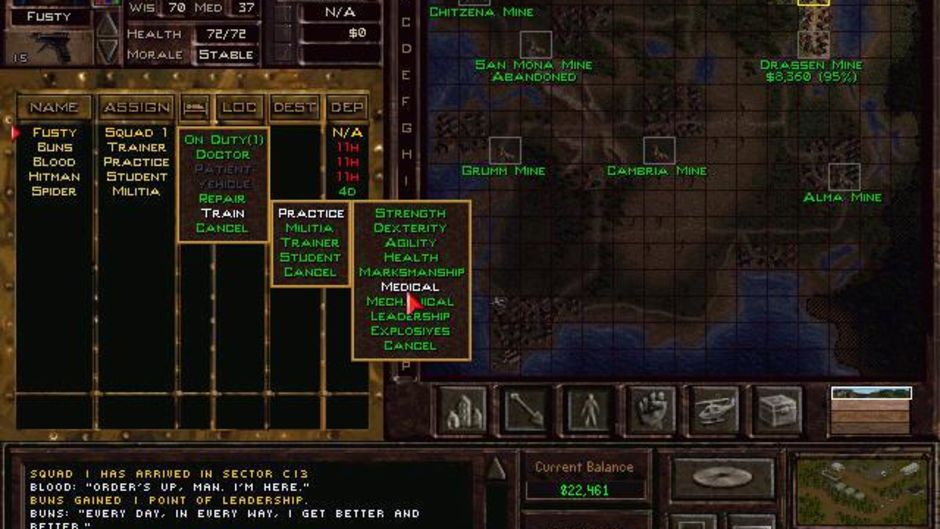 FUSTY
WIS 70 MED 37
HEALTH 72/72
MORALE STABLE
15
N/A
$0
NAME ASSIGN LOC DEST DEP
FUSTY SQUAD 1 N/A
BUNS TRAINER 11H
BLOOD PRACTICE 11H
HITMAN STUDENT 11H
SPIDER MILITIA 4D
ON DUTY(1)
DOCTOR
PATIENT
VEHICLE
REPAIR
TRAIN
CANCEL
PRACTICE
MILITIA
TRAINER
STUDENT
CANCEL
STRENGTH
DEXTERITY
AGILITY
HEALTH
MARKSMANSHIP
MEDICAL
MECHANICAL
LEADERSHIP
EXPLOSIVES
CANCEL
C
D
E
F
G
H
I
P
CHITZENA MINE
SAN MONA MINE
ABANDONED
DRASSEN MINE
$8,360 (95%)
GRUMM MINE
CAMBRIA MINE
ALMA MINE
SQUAD 1 HAS ARRIVED IN SECTOR C13
BLOOD: "ORDER'S UP, MAN. I'M HERE."
BUNS GAINED 1 POINT OF LEADERSHIP.
BUNS: "EVERY DAY, IN EVERY WAY, I GET BETTER AND
BETTER."
Current Balance
$22,461